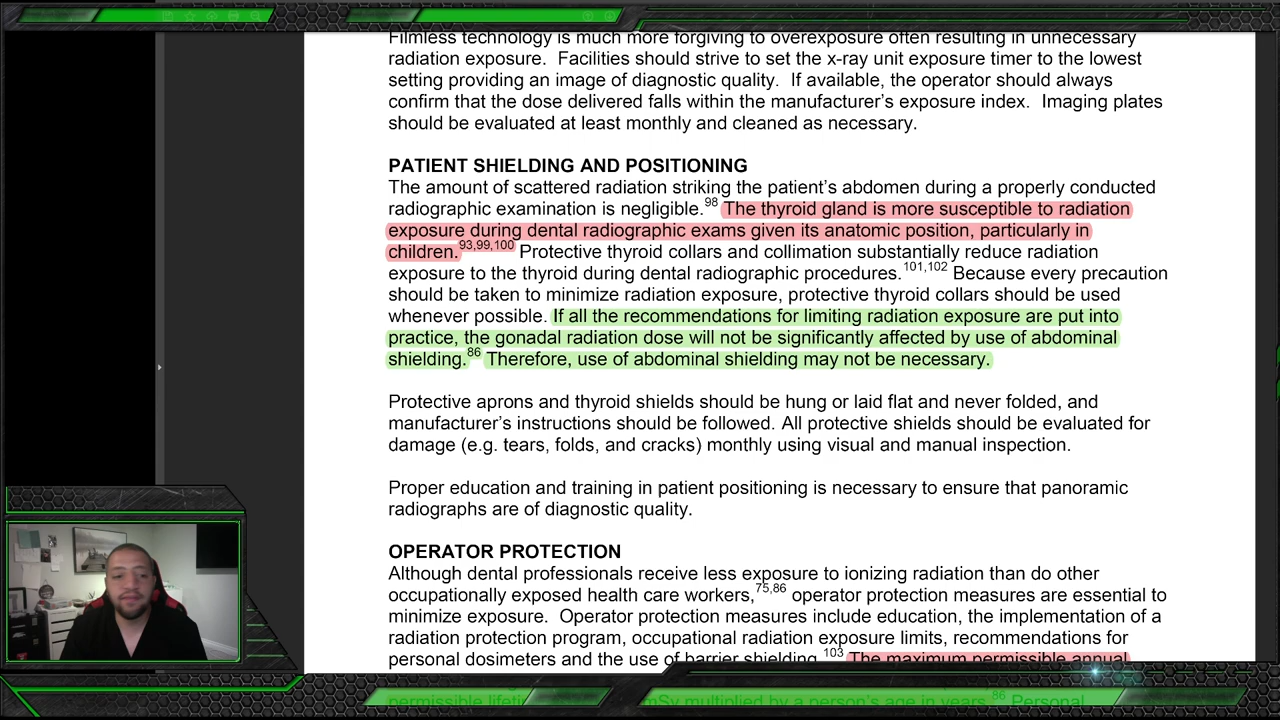 Filmless technology is much more forgiving to overexposure often resulting in unnecessary
radiation exposure.  Facilities should strive to set the x-ray unit exposure timer to the lowest
setting providing an image of diagnostic quality.  If available, the operator should always
confirm that the dose delivered falls within the manufacturer’s exposure index.  Imaging plates
should be evaluated at least monthly and cleaned as necessary.
PATIENT SHIELDING AND POSITIONING
The amount of scattered radiation striking the patient’s abdomen during a properly conducted
radiographic examination is negligible.98 The thyroid gland is more susceptible to radiation
exposure during dental radiographic exams given its anatomic position, particularly in
children.93,99,100 Protective thyroid collars and collimation substantially reduce radiation
exposure to the thyroid during dental radiographic procedures.101,102 Because every precaution
should be taken to minimize radiation exposure, protective thyroid collars should be used
whenever possible. If all the recommendations for limiting radiation exposure are put into
practice, the gonadal radiation dose will not be significantly affected by use of abdominal
shielding.86 Therefore, use of abdominal shielding may not be necessary.
Protective aprons and thyroid shields should be hung or laid flat and never folded, and
manufacturer’s instructions should be followed. All protective shields should be evaluated for
damage (e.g. tears, folds, and cracks) monthly using visual and manual inspection.
Proper education and training in patient positioning is necessary to ensure that panoramic
radiographs are of diagnostic quality.
OPERATOR PROTECTION
Although dental professionals receive less exposure to ionizing radiation than do other
occupationally exposed health care workers,75,86 operator protection measures are essential to
minimize exposure.  Operator protection measures include education, the implementation of a
radiation protection program, occupational radiation exposure limits, recommendations for
personal dosimeters and the use of barrier shielding.103 The maximum permissible annual
permissible mSv multiplied by a person's age in years.86 Personal